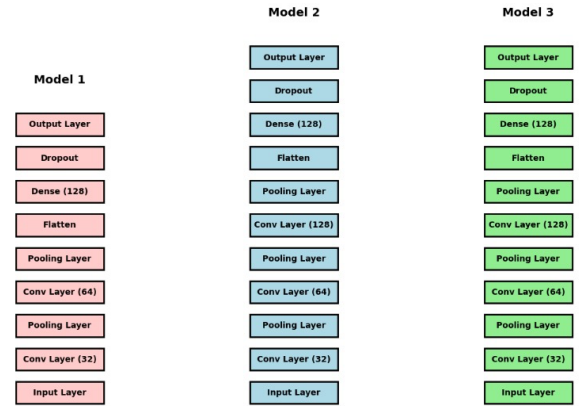 Model 1
Output Layer
Dropout
Dense (128)
Flatten
Pooling Layer
Conv Layer (64)
Pooling Layer
Conv Layer (32)
Input Layer
Model 2
Output Layer
Dropout
Dense (128)
Flatten
Pooling Layer
Conv Layer (128)
Pooling Layer
Conv Layer (64)
Pooling Layer
Conv Layer (32)
Input Layer
Model 3
Output Layer
Dropout
Dense (128)
Flatten
Pooling Layer
Conv Layer (128)
Pooling Layer
Conv Layer (64)
Pooling Layer
Conv Layer (32)
Input Layer